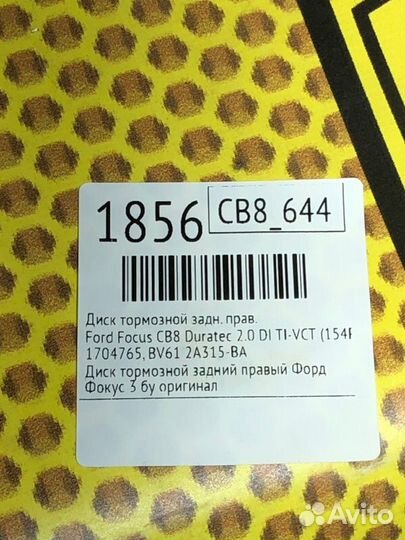 1856 CB8_644
Диск тормозной задн. прав.
Ford Focus CB8 Duratec 2.0 DI TI-VCT (154
1704765, BV61 2A315-BA
Диск тормозной задний правый Форд
Фокус 3 бу оригинал
Avito